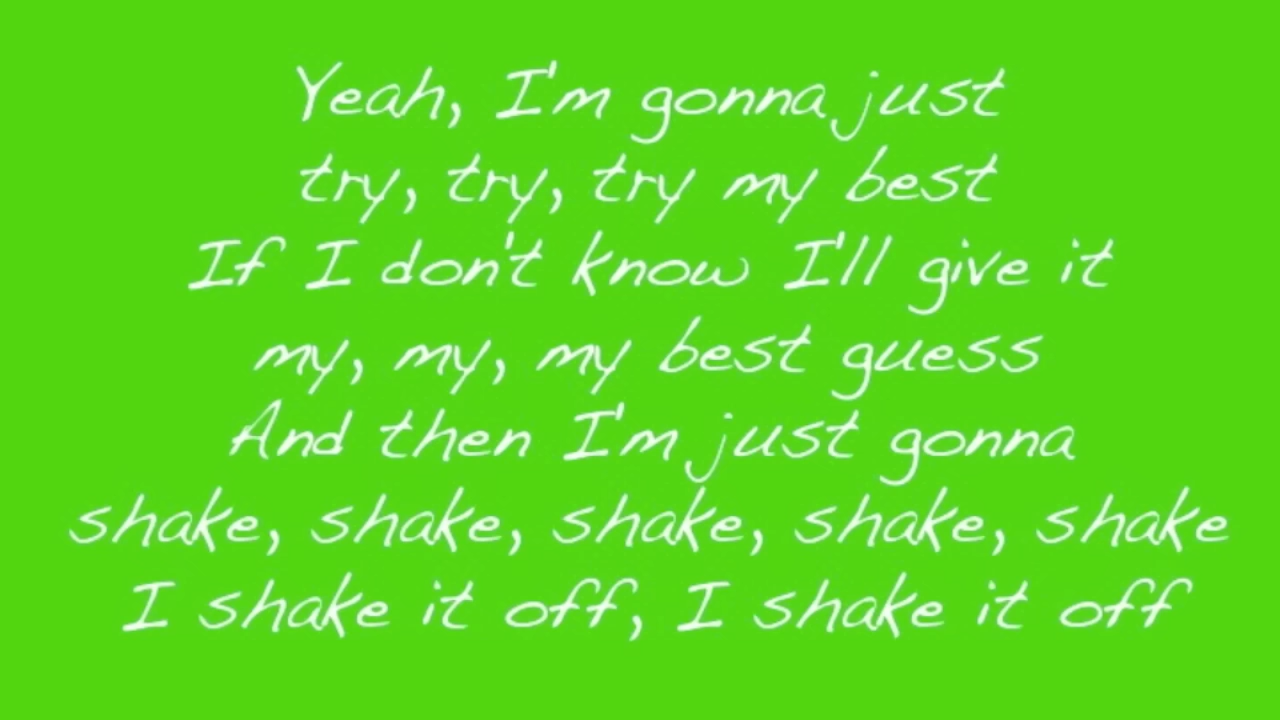 Yeah, I'm gonna just
try, try, try my best
If I don't know I'll give it
my, my, my best guess
And then I'm just gonna
shake, shake, shake, shake, shake
I shake it off, I shake it off